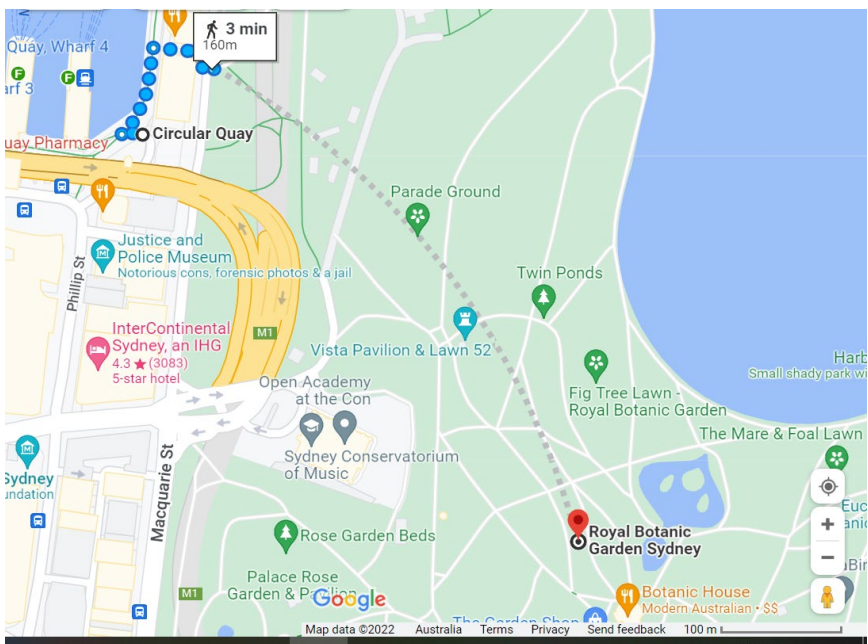 3 min
160m
Quay, Wharf 4
arf 3
F
F
Circular Quay
uay Pharmacy
Parade Ground
Justice and
Police Museum
Notorious cons, forensic photos & a jail
Phillip St
Twin Ponds
InterContinental
Sydney, an IHG
4.3 ★ (3083)
5-star hotel
M1
Vista Pavilion & Lawn 52
Harb
Small shady park wi
Fig Tree Lawn -
Royal Botanic Garden
Open Academy
at the Con
The Mare & Foal Lawn
Sydney Conservatorium
of Music
Sydney
undation
Macquarie St
Rose Garden Beds
Royal Botanic
Garden Sydney
Euc
anic
Palace Rose
Garden & Pavilion
M1
Google
aBir
Botanic House
Modern Australian • $$
The Garden Shop
Map data ©2022 Australia Terms Privacy Send feedback 100 m